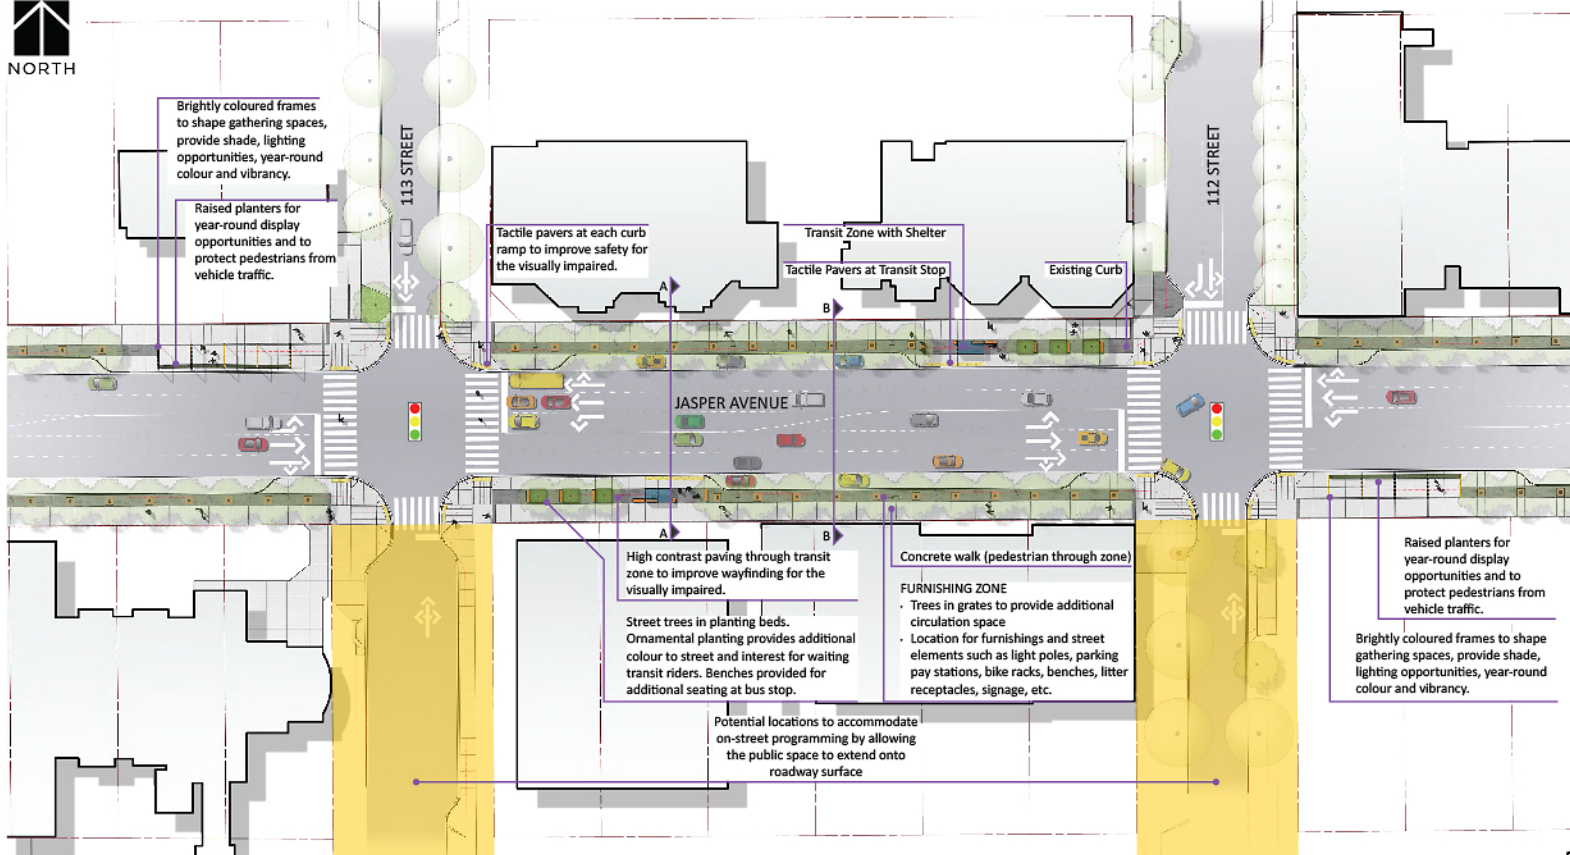 NORTH
113 STREET
112 STREET
Brightly coloured frames
to shape gathering spaces,
provide shade, lighting
opportunities, year-round
colour and vibrancy.
Raised planters for
year-round display
opportunities and to
protect pedestrians from
vehicle traffic.
Tactile pavers at each curb
ramp to improve safety for
the visually impaired.
Transit Zone with Shelter
Tactile Pavers at Transit Stop
Existing Curb
A
B
JASPER AVENUE
A
B
High contrast paving through transit
zone to improve wayfinding for the
visually impaired.
Street trees in planting beds.
Ornamental planting provides additional
colour to street and interest for waiting
transit riders. Benches provided for
additional seating at bus stop.
Concrete walk (pedestrian through zone)
FURNISHING ZONE
· Trees in grates to provide additional
circulation space
· Location for furnishings and street
elements such as light poles, parking
pay stations, bike racks, benches, litter
receptacles, signage, etc.
Raised planters for
year-round display
opportunities and to
protect pedestrians from
vehicle traffic.
Brightly coloured frames to shape
gathering spaces, provide shade,
lighting opportunities, year-round
colour and vibrancy.
Potential locations to accommodate
on-street programming by allowing
the public space to extend onto
roadway surface